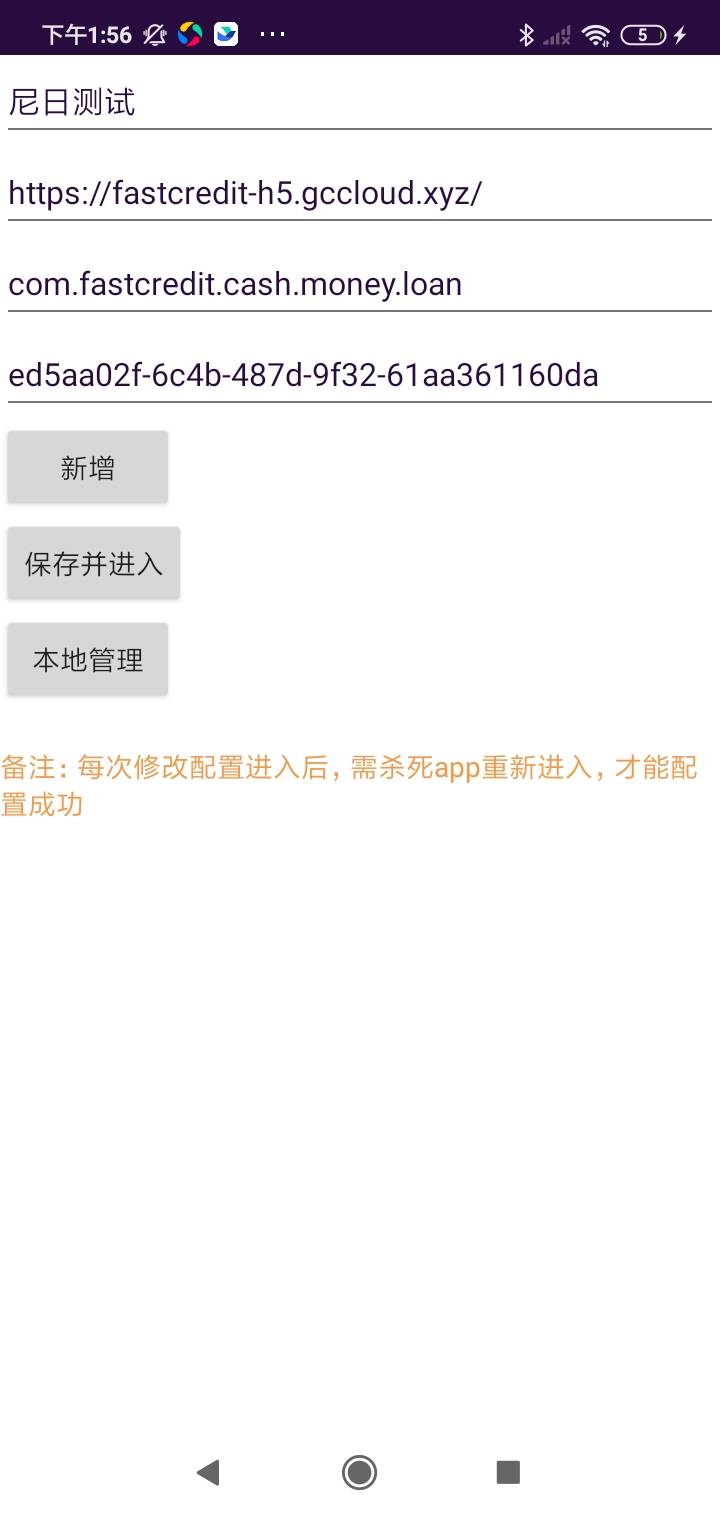 下午1:56
5
尼日测试
https://fastcredit-h5.gccloud.xyz/
com.fastcredit.cash.money.loan
ed5aa02f-6c4b-487d-9f32-61aa361160da
新增
保存并进入
本地管理
备注：每次修改配置进入后，需杀死app重新进入，才能配
置成功